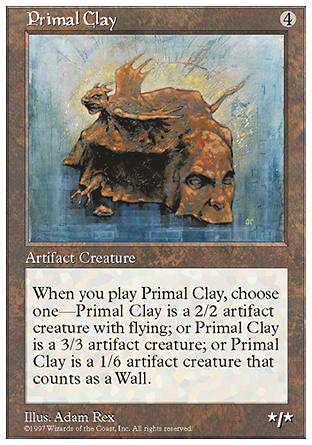 Primal Clay 4
Artifact Creature
When you play Primal Clay, choose
one—Primal Clay is a 2/2 artifact
creature with flying; or Primal Clay
is a 3/3 artifact creature; or Primal
Clay is a 1/6 artifact creature that
counts as a Wall.
Illus. Adam Rex
©1997 Wizards of the Coast, Inc. All rights reserved.
*/*